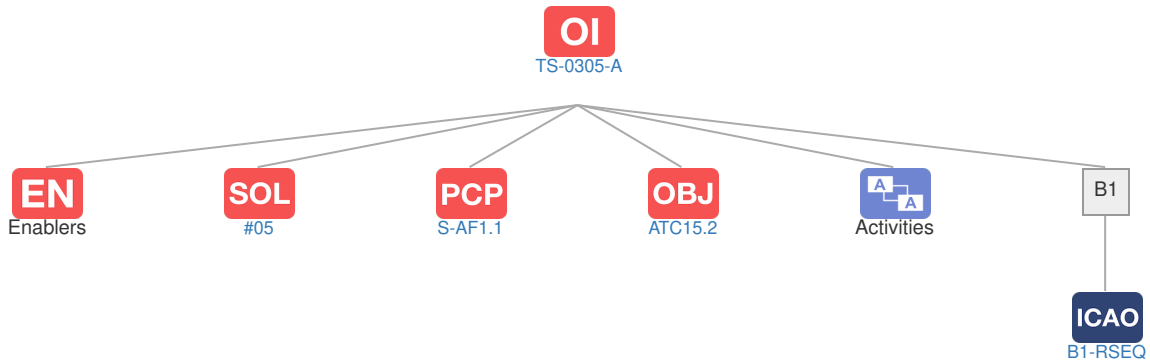 OI
TS-0305-A
EN
Enablers
SOL
#05
PCP
S-AF1.1
OBJ
ATC15.2
A
A
Activities
B1
ICAO
B1-RSEQ